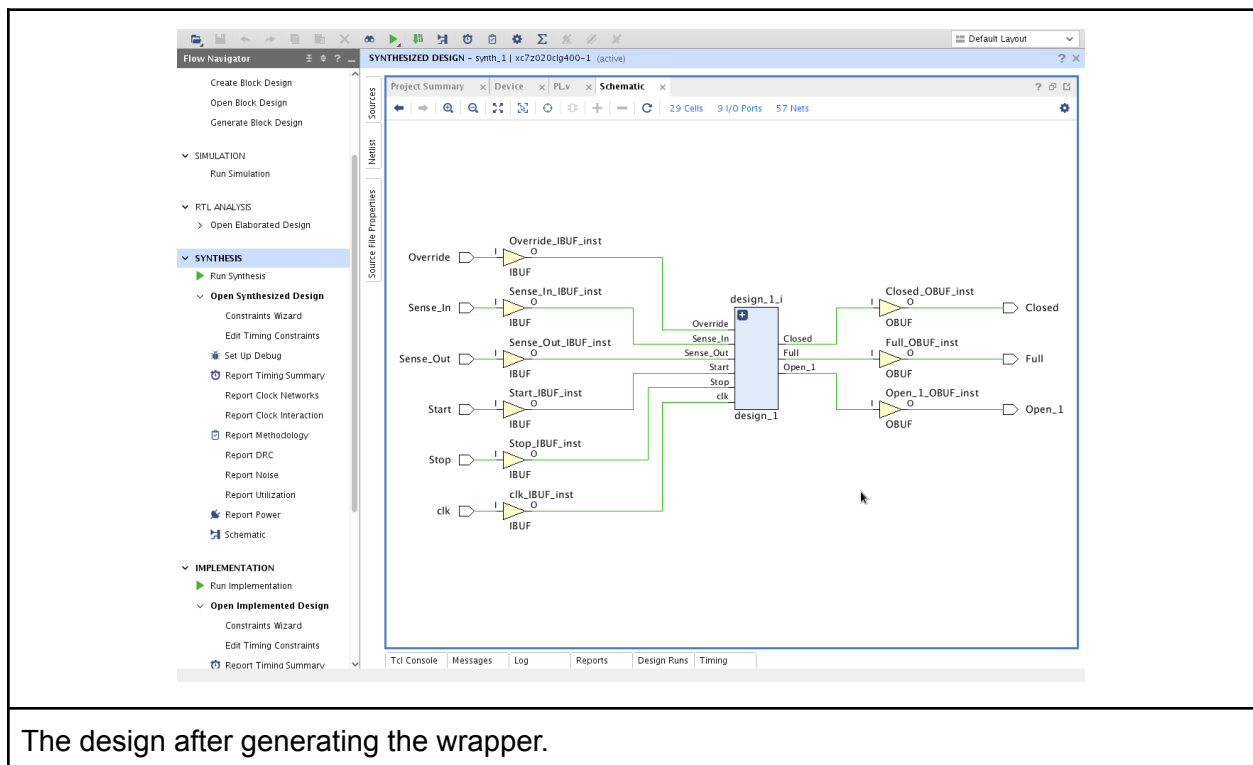 Default Layout
Flow Navigator
? _
SYNTHESIZED DESIGN - synth_1 | xc7z020clg400-1 (active)
? ×
Create Block Design
Open Block Design
Generate Block Design
SIMULATION
Run Simulation
RTL ANALYSIS
Open Elaborated Design
SYNTHESIS
Run Synthesis
Open Synthesized Design
Constraints Wizard
Edit Timing Constraints
Set Up Debug
Report Timing Summary
Report Clock Networks
Report Clock Interaction
Report Methodology
Report DRC
Report Noise
Report Utilization
Report Power
Schematic
IMPLEMENTATION
Run Implementation
Open Implemented Design
Constraints Wizard
Edit Timing Constraints
Report Timing Summary
Sources
Netlist
Source File Properties
Project Summary × Device × PL.v × Schematic ×
29 Cells 9 I/O Ports 57 Nets
Override_IBUF_inst
Override I O
IBUF
Sense_In_IBUF_inst
Sense_In I O
IBUF
Sense_Out_IBUF_inst
Sense_Out I O
IBUF
Start_IBUF_inst
Start I O
IBUF
Stop_IBUF_inst
Stop I O
IBUF
clk_IBUF_inst
clk I O
IBUF
design_1_i
Override
Sense_In Closed
Sense_Out Full
Start Open_1
Stop
clk
design_1
Closed_OBUF_inst
I O Closed
OBUF
Full_OBUF_inst
I O Full
OBUF
Open_1_OBUF_inst
I O Open_1
OBUF
Tcl Console Messages Log Reports Design Runs Timing
The design after generating the wrapper.